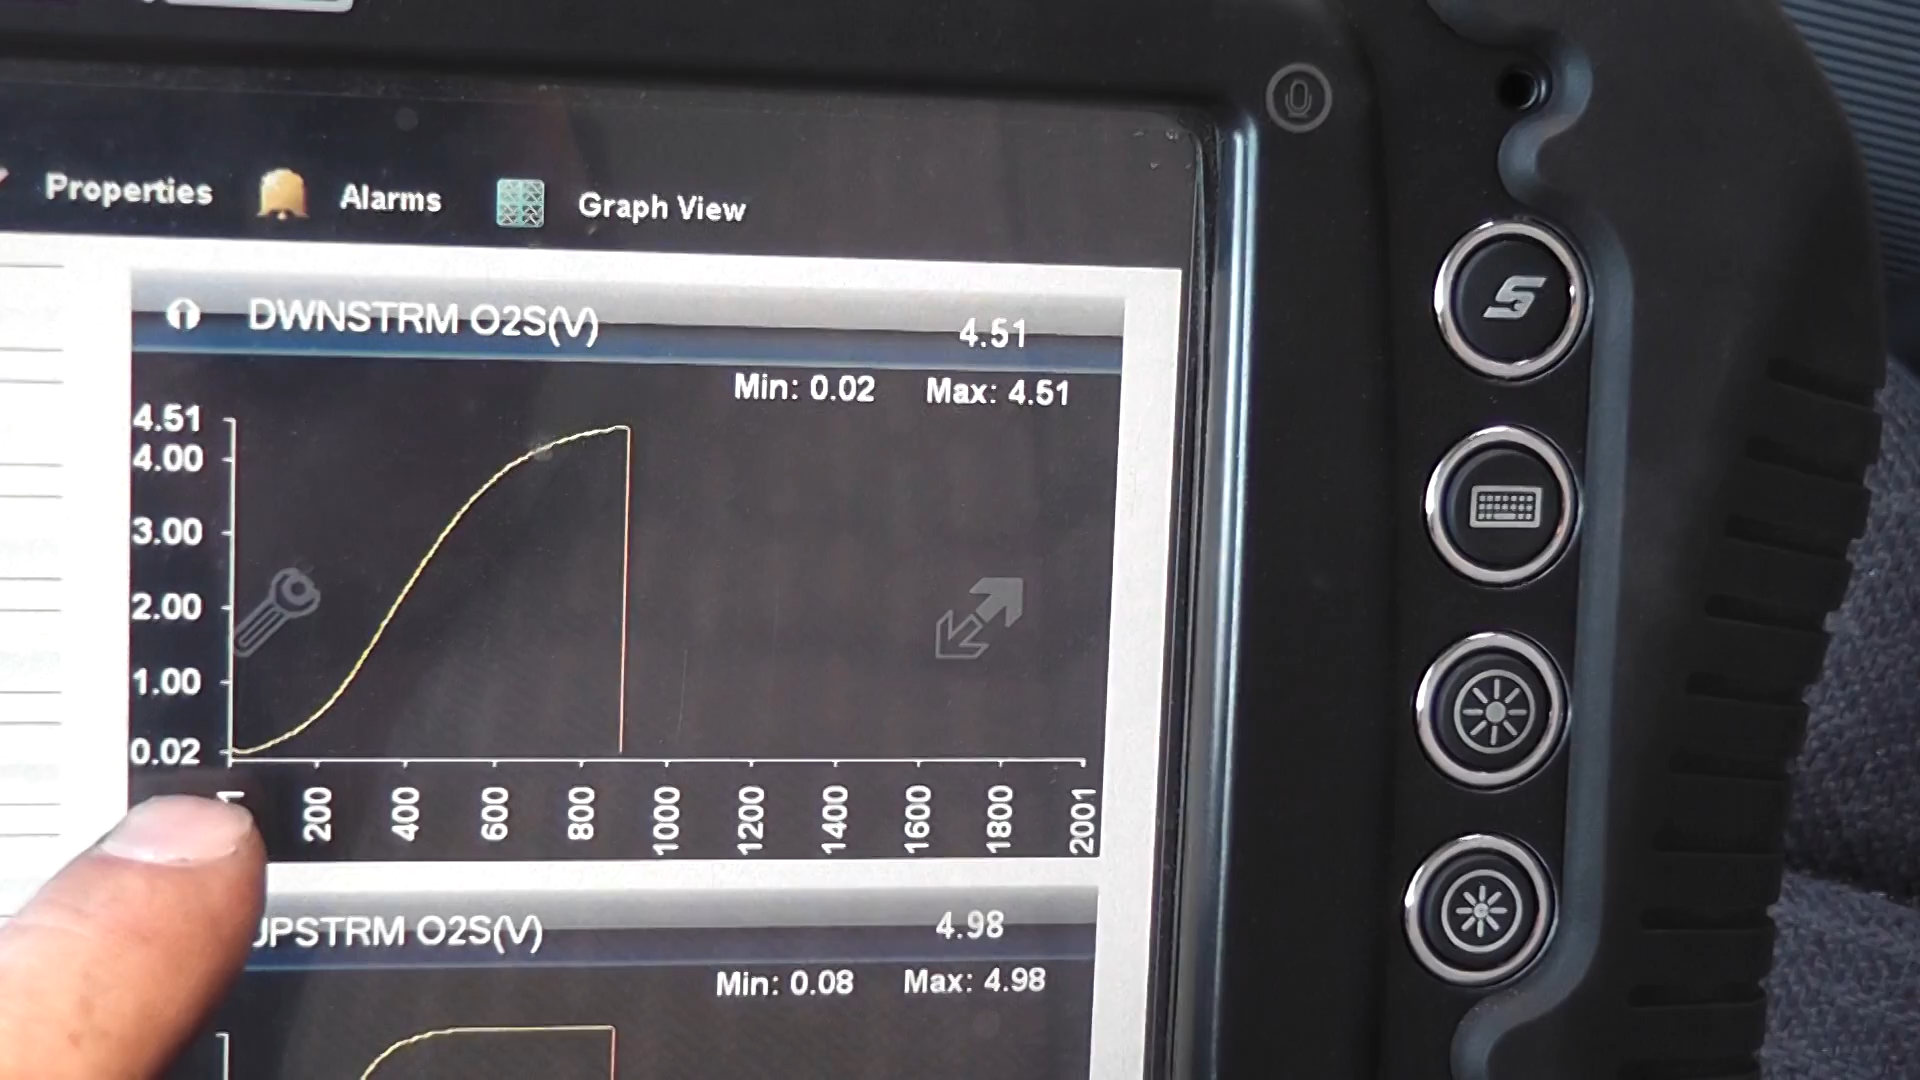 Properties Alarms Graph View
DWNSTRM O2S(V) 4.51
Min: 0.02 Max: 4.51
4.51
4.00
3.00
2.00
1.00
0.02
1 200 400 600 800 1000 1200 1400 1600 1800 2001
UPSTRM O2S(V) 4.98
Min: 0.08 Max: 4.98